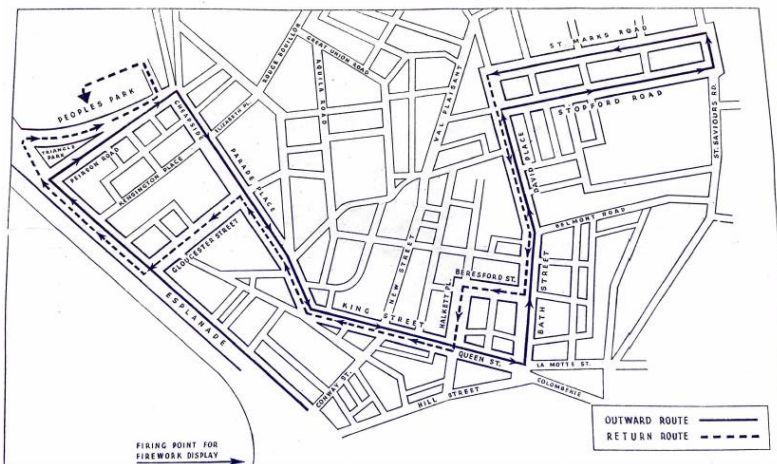 ST. MARKS ROAD
STOPFORD ROAD
ST. SAVIOURS RD.
ROUGE BOUILLON
GREAT UNION ROAD
AQUILA ROAD
VAL PLAISANT
PEOPLES PARK
TRIANGLE
PARK
CHEAPSIDE
ELIZABETH PL.
PEIRSON ROAD
KENSINGTON PLACE
PARADE PLACE
DAVID PLACE
BELMONT ROAD
GLOUCESTER STREET
ESPLANADE
NEW STREET
BERESFORD ST.
HALKETT PL.
BATH STREET
KING STREET
QUEEN ST.
LA MOTTE ST.
COLOMBERIE
CONWAY ST.
HILL STREET
OUTWARD ROUTE
RETURN ROUTE
FIRING POINT FOR
FIREWORK DISPLAY